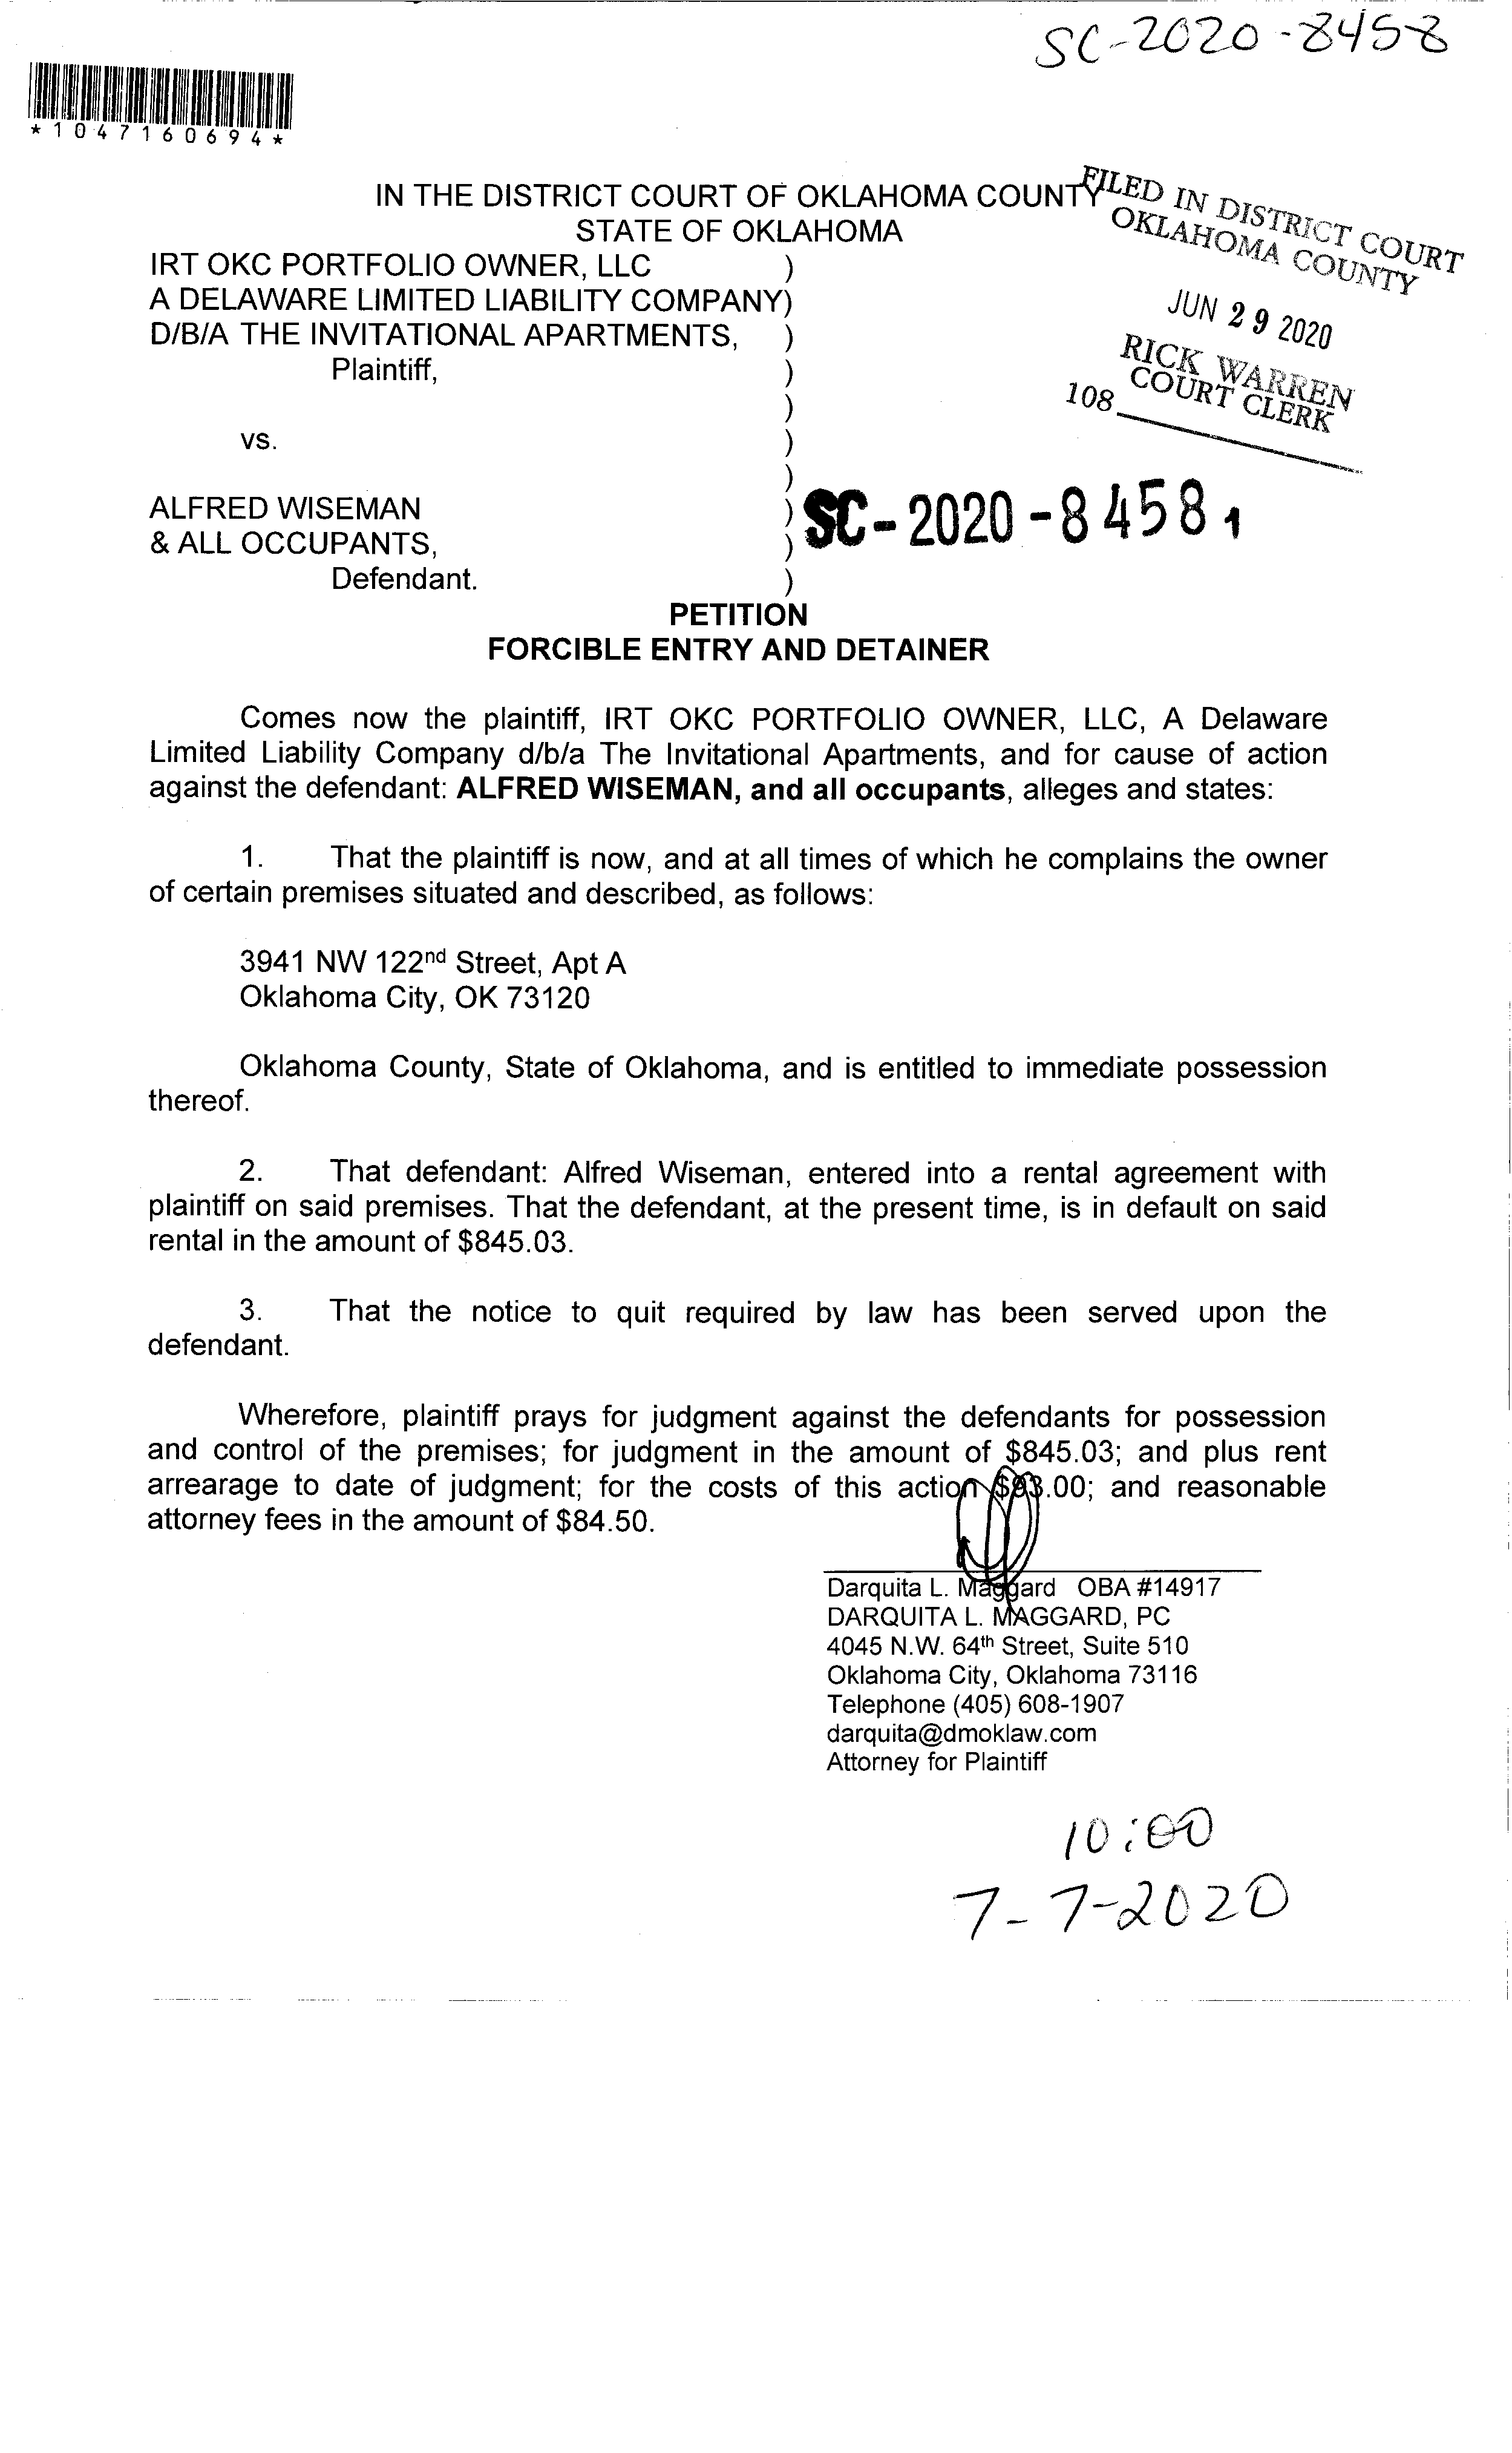 SC-2020-8458
*1047160694*
IN THE DISTRICT COURT OF OKLAHOMA COUNTY
STATE OF OKLAHOMA
FILED IN DISTRICT COURT
OKLAHOMA COUNTY
JUN 29 2020
RICK WARREN
COURT CLERK
108
IRT OKC PORTFOLIO OWNER, LLC )
A DELAWARE LIMITED LIABILITY COMPANY)
D/B/A THE INVITATIONAL APARTMENTS, )
Plaintiff, )
)
vs. )
)
ALFRED WISEMAN )
& ALL OCCUPANTS, )
Defendant. )
SC-2020-8458 1
PETITION
FORCIBLE ENTRY AND DETAINER
Comes now the plaintiff, IRT OKC PORTFOLIO OWNER, LLC, A Delaware
Limited Liability Company d/b/a The Invitational Apartments, and for cause of action
against the defendant: ALFRED WISEMAN, and all occupants, alleges and states:
1. That the plaintiff is now, and at all times of which he complains the owner
of certain premises situated and described, as follows:
3941 NW 122nd Street, Apt A
Oklahoma City, OK 73120
Oklahoma County, State of Oklahoma, and is entitled to immediate possession
thereof.
2. That defendant: Alfred Wiseman, entered into a rental agreement with
plaintiff on said premises. That the defendant, at the present time, is in default on said
rental in the amount of $845.03.
3. That the notice to quit required by law has been served upon the
defendant.
Wherefore, plaintiff prays for judgment against the defendants for possession
and control of the premises; for judgment in the amount of $845.03; and plus rent
arrearage to date of judgment; for the costs of this action $93.00; and reasonable
attorney fees in the amount of $84.50.
Darquita L. Maggard OBA #14917
DARQUITA L. MAGGARD, PC
4045 N.W. 64th Street, Suite 510
Oklahoma City, Oklahoma 73116
Telephone (405) 608-1907
darquita@dmoklaw.com
Attorney for Plaintiff
10:00
7-7-2020